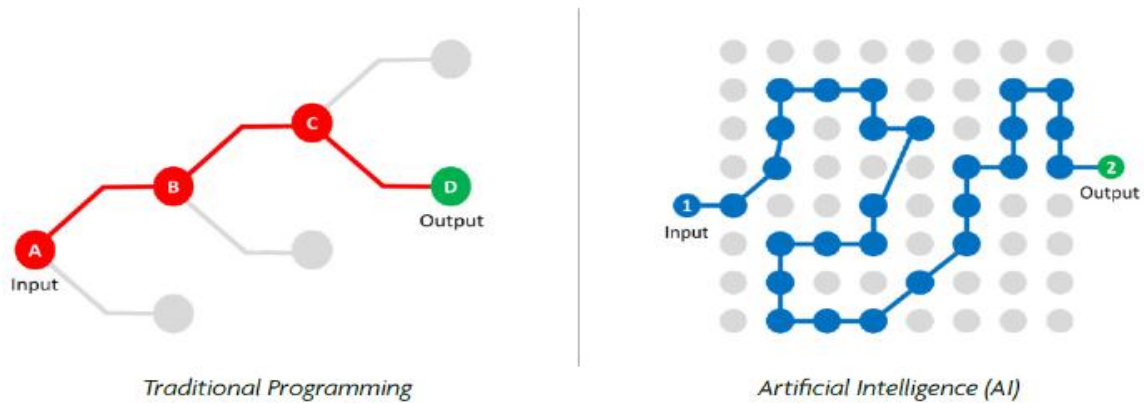 A
Input
B
C
D
Output
Traditional Programming
1
Input
2
Output
Artificial Intelligence (AI)